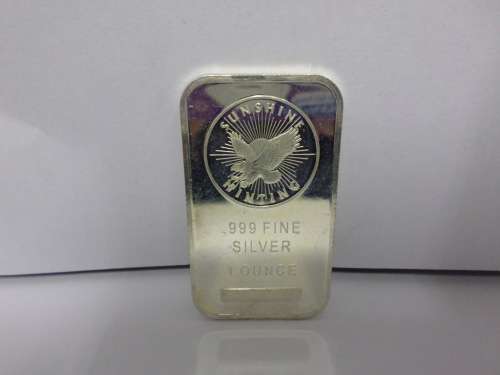 SUNSHINE
MINTING
.999 FINE
SILVER
1 OUNCE